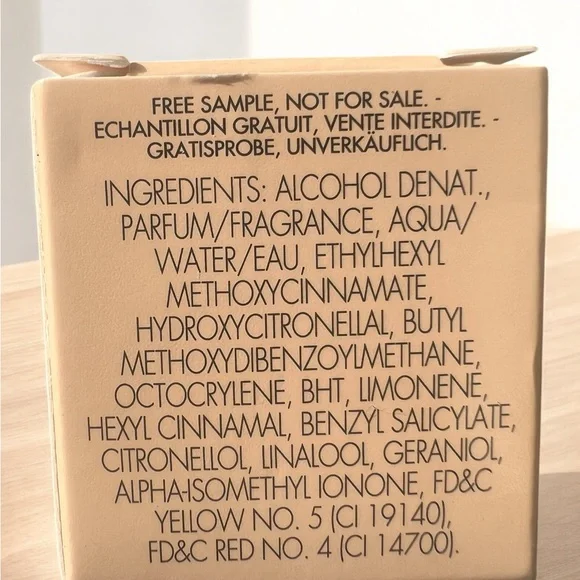 FREE SAMPLE, NOT FOR SALE. -
ECHANTILLON GRATUIT, VENTE INTERDITE. -
GRATISPROBE, UNVERKÄUFLICH.
INGREDIENTS: ALCOHOL DENAT.,
PARFUM/FRAGRANCE, AQUA/
WATER/EAU, ETHYLHEXYL
METHOXYCINNAMATE,
HYDROXYCITRONELLAL, BUTYL
METHOXYDIBENZOYLMETHANE,
OCTOCRYLENE, BHT, LIMONENE,
HEXYL CINNAMAL, BENZYL SALICYLATE,
CITRONELLOL, LINALOOL, GERANIOL,
ALPHA-ISOMETHYL IONONE, FD&C
YELLOW NO. 5 (CI 19140),
FD&C RED NO. 4 (CI 14700).